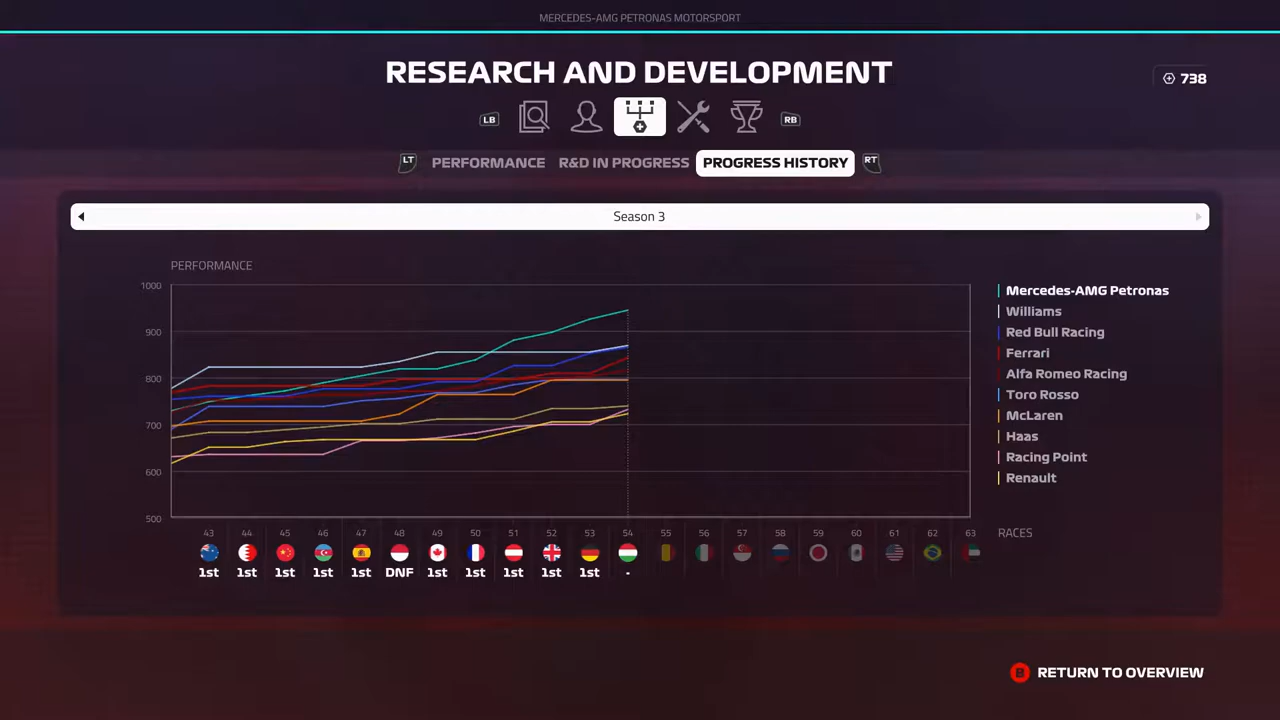 MERCEDES-AMG PETRONAS MOTORSPORT
RESEARCH AND DEVELOPMENT
738
LB RB
LT PERFORMANCE R&D IN PROGRESS PROGRESS HISTORY RT
Season 3
PERFORMANCE
1000
900
800
700
600
500
Mercedes-AMG Petronas
Williams
Red Bull Racing
Ferrari
Alfa Romeo Racing
Toro Rosso
McLaren
Haas
Racing Point
Renault
43 44 45 46 47 48 49 50 51 52 53 54 55 56 57 58 59 60 61 62 63 RACES
1st 1st 1st 1st 1st DNF 1st 1st 1st 1st 1st -
B RETURN TO OVERVIEW